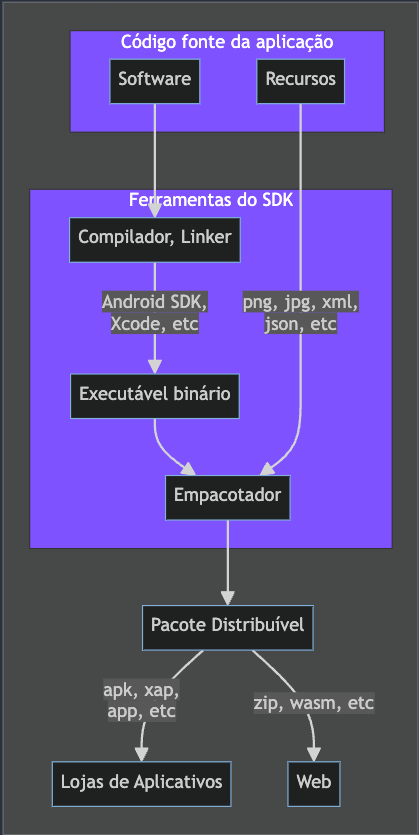 Código fonte da aplicação
Software
Recursos
Ferramentas do SDK
Compilador, Linker
Android SDK,
Xcode, etc
png, jpg, xml,
json, etc
Executável binário
Empacotador
Pacote Distribuível
apk, xap,
app, etc
zip, wasm, etc
Lojas de Aplicativos
Web